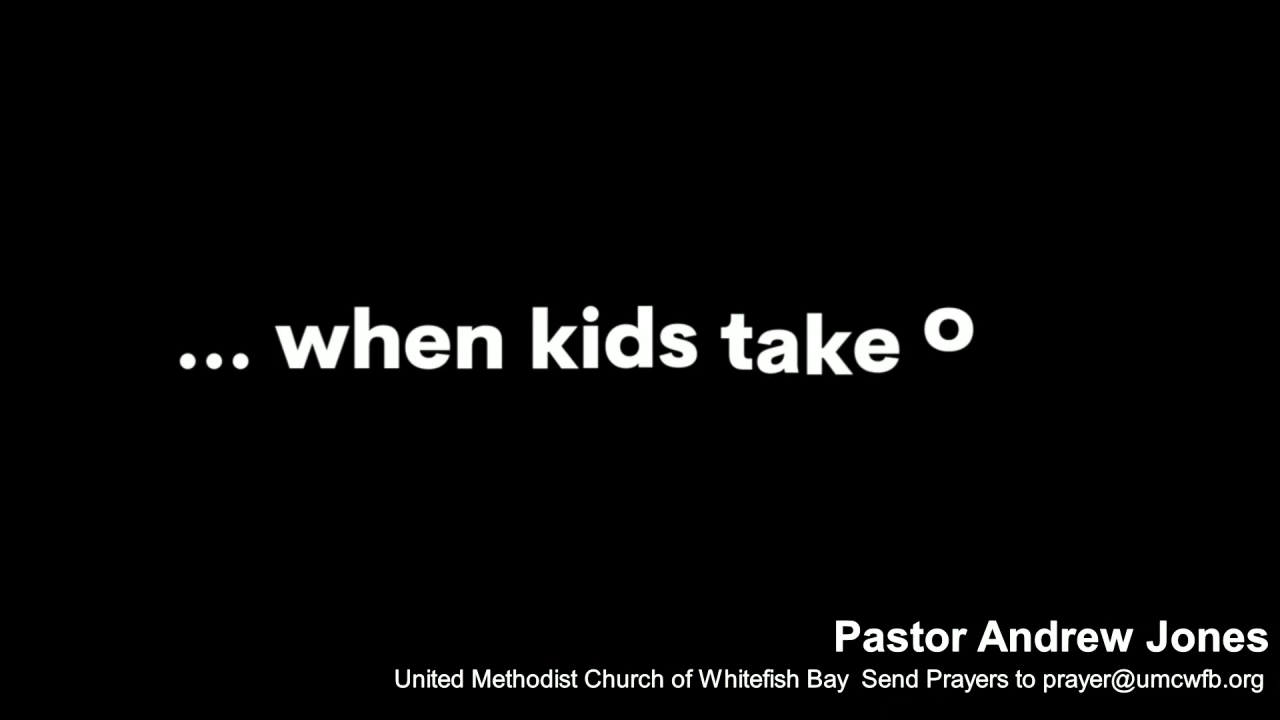 ... when kids take o
Pastor Andrew Jones
United Methodist Church of Whitefish Bay Send Prayers to prayer@umcwfb.org